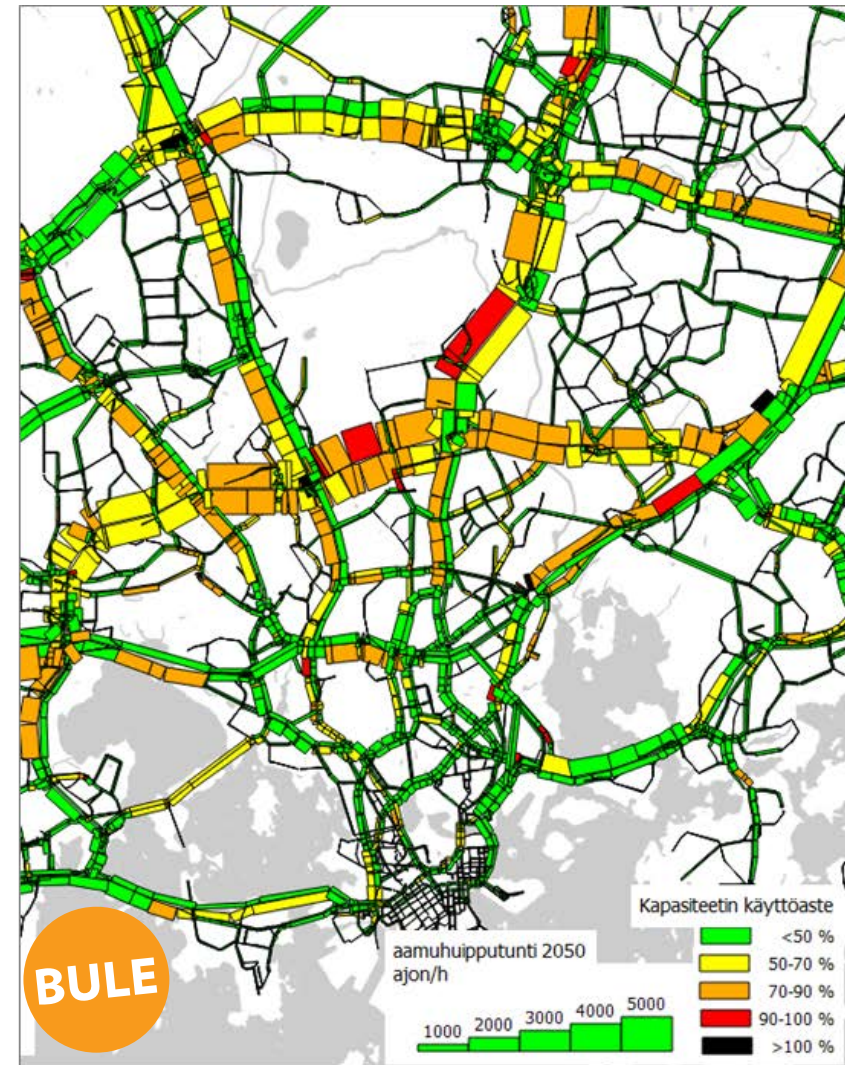 Kapasiteetin käyttöaste
<50 %
50-70 %
70-90 %
90-100 %
>100 %
aamuhuipputunti 2050
ajon/h
1000 2000 3000 4000 5000
BULE